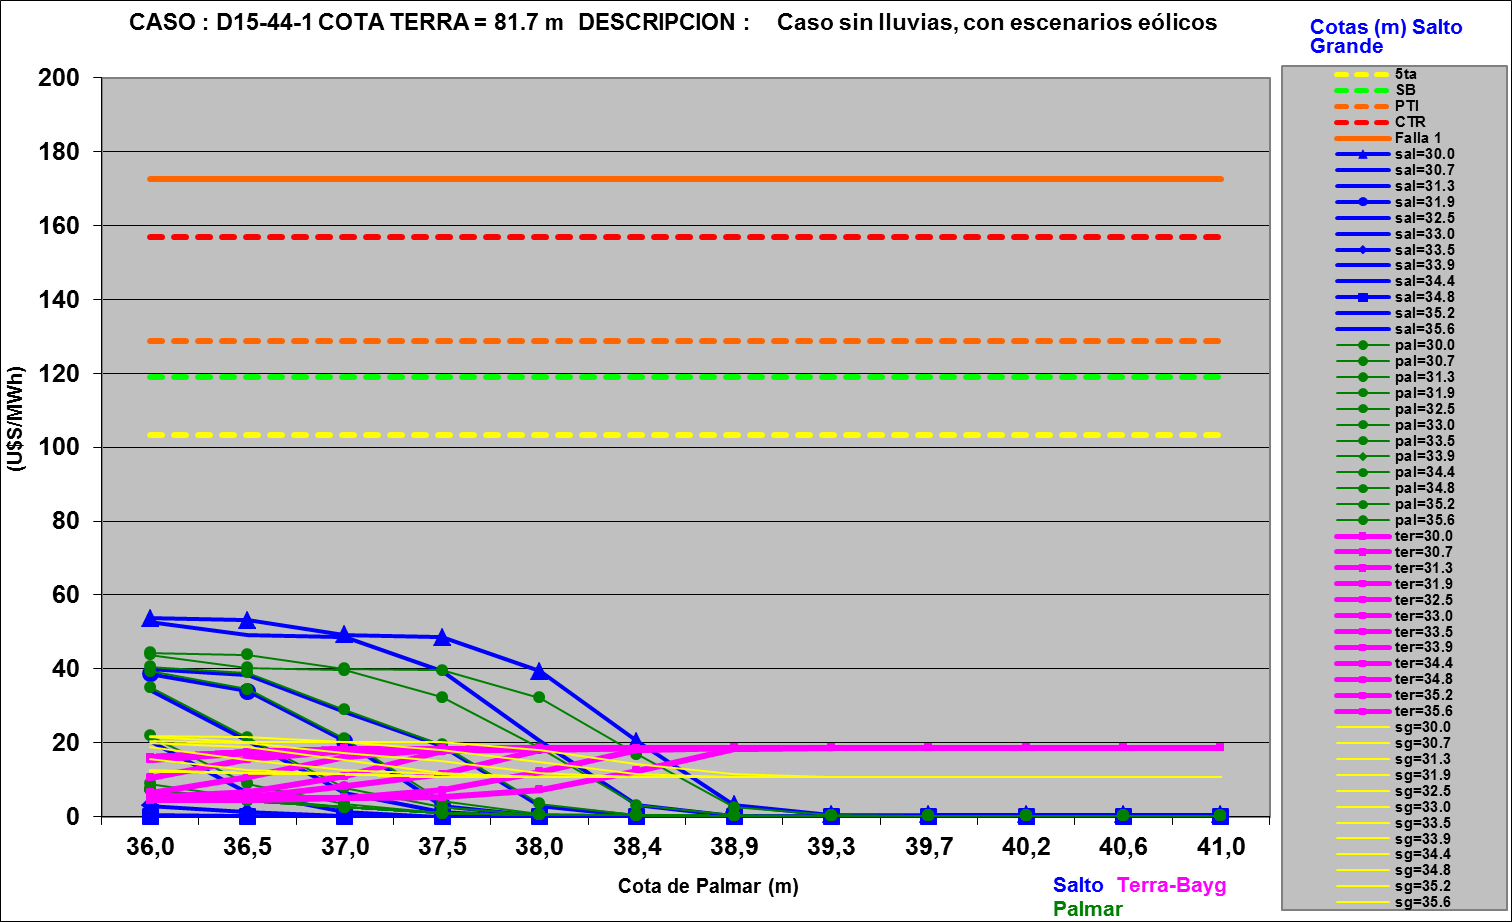 CASO : D15-44-1 COTA TERRA = 81.7 m DESCRIPCION : Caso sin lluvias, con escenarios eólicos
Cotas (m) Salto
Grande
200
180
160
140
120
100
80
60
40
20
0
(U$S/MWh)
36,0 36,5 37,0 37,5 38,0 38,4 38,9 39,3 39,7 40,2 40,6 41,0
Cota de Palmar (m)
Salto Terra-Bayg
Palmar
5ta
SB
PTI
CTR
Falla 1
sal=30.0
sal=30.7
sal=31.3
sal=31.9
sal=32.5
sal=33.0
sal=33.5
sal=33.9
sal=34.4
sal=34.8
sal=35.2
sal=35.6
pal=30.0
pal=30.7
pal=31.3
pal=31.9
pal=32.5
pal=33.0
pal=33.5
pal=33.9
pal=34.4
pal=34.8
pal=35.2
pal=35.6
ter=30.0
ter=30.7
ter=31.3
ter=31.9
ter=32.5
ter=33.0
ter=33.5
ter=33.9
ter=34.4
ter=34.8
ter=35.2
ter=35.6
sg=30.0
sg=30.7
sg=31.3
sg=31.9
sg=32.5
sg=33.0
sg=33.5
sg=33.9
sg=34.4
sg=34.8
sg=35.2
sg=35.6